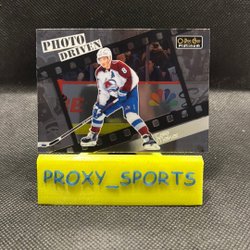 PHOTO
DRIVEN
O-Pee-Chee
Platinum
PROXY_SPORTS